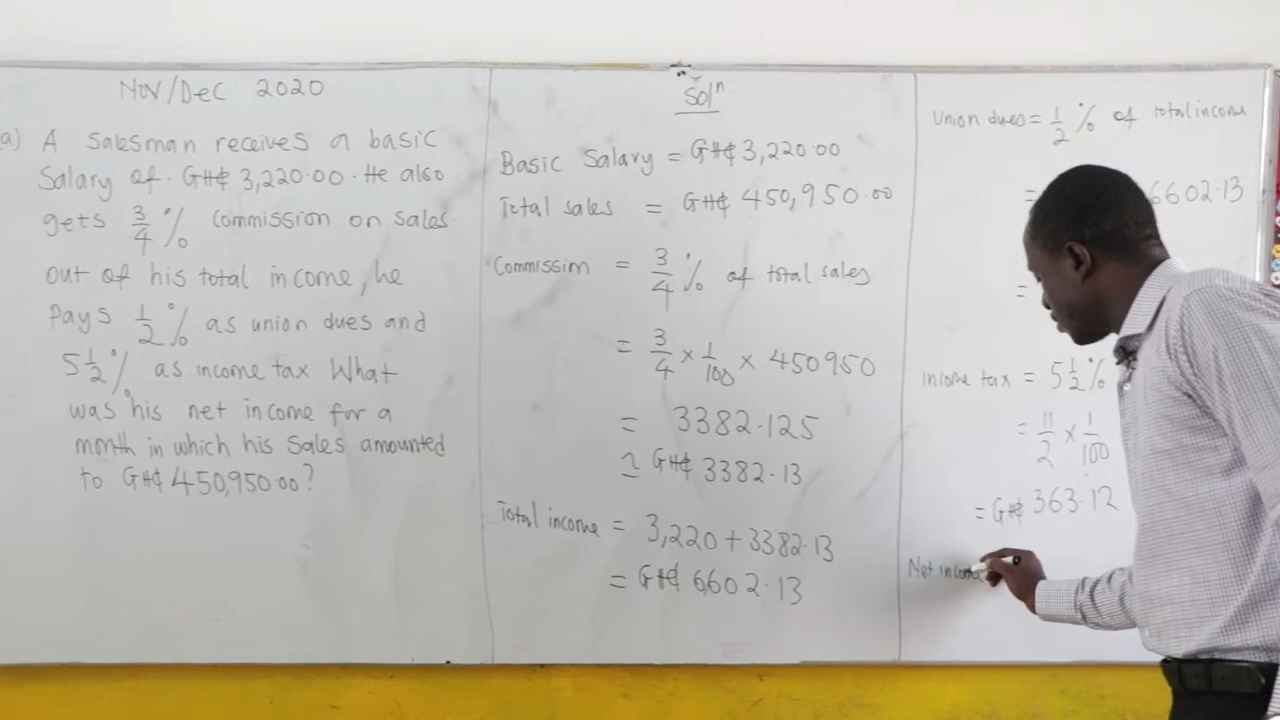 Nov/Dec 2020
a) A salesman receives a basic
Salary of GH₵ 3,220.00. He also
gets 3/4 % commission on sales.
out of his total income, he
Pays 1/2 % as union dues and
5 1/2 % as income tax. What
was his net income for a
month in which his sales amounted
to GH₵ 450,950.00?
Solⁿ
Basic Salary = GH₵ 3,220.00
Total sales = GH₵ 450,950.00
Commission = 3/4 % of total sales
= 3/4 × 1/100 × 450950
= 3382.125
≃ GH₵ 3382.13
Total income = 3,220 + 3382.13
= GH₵ 6602.13
Union dues = 1/2 % of total income
= 6602.13
=
Income tax = 5 1/2 %
= 11/2 × 1/100
= GH₵ 363.12
Net